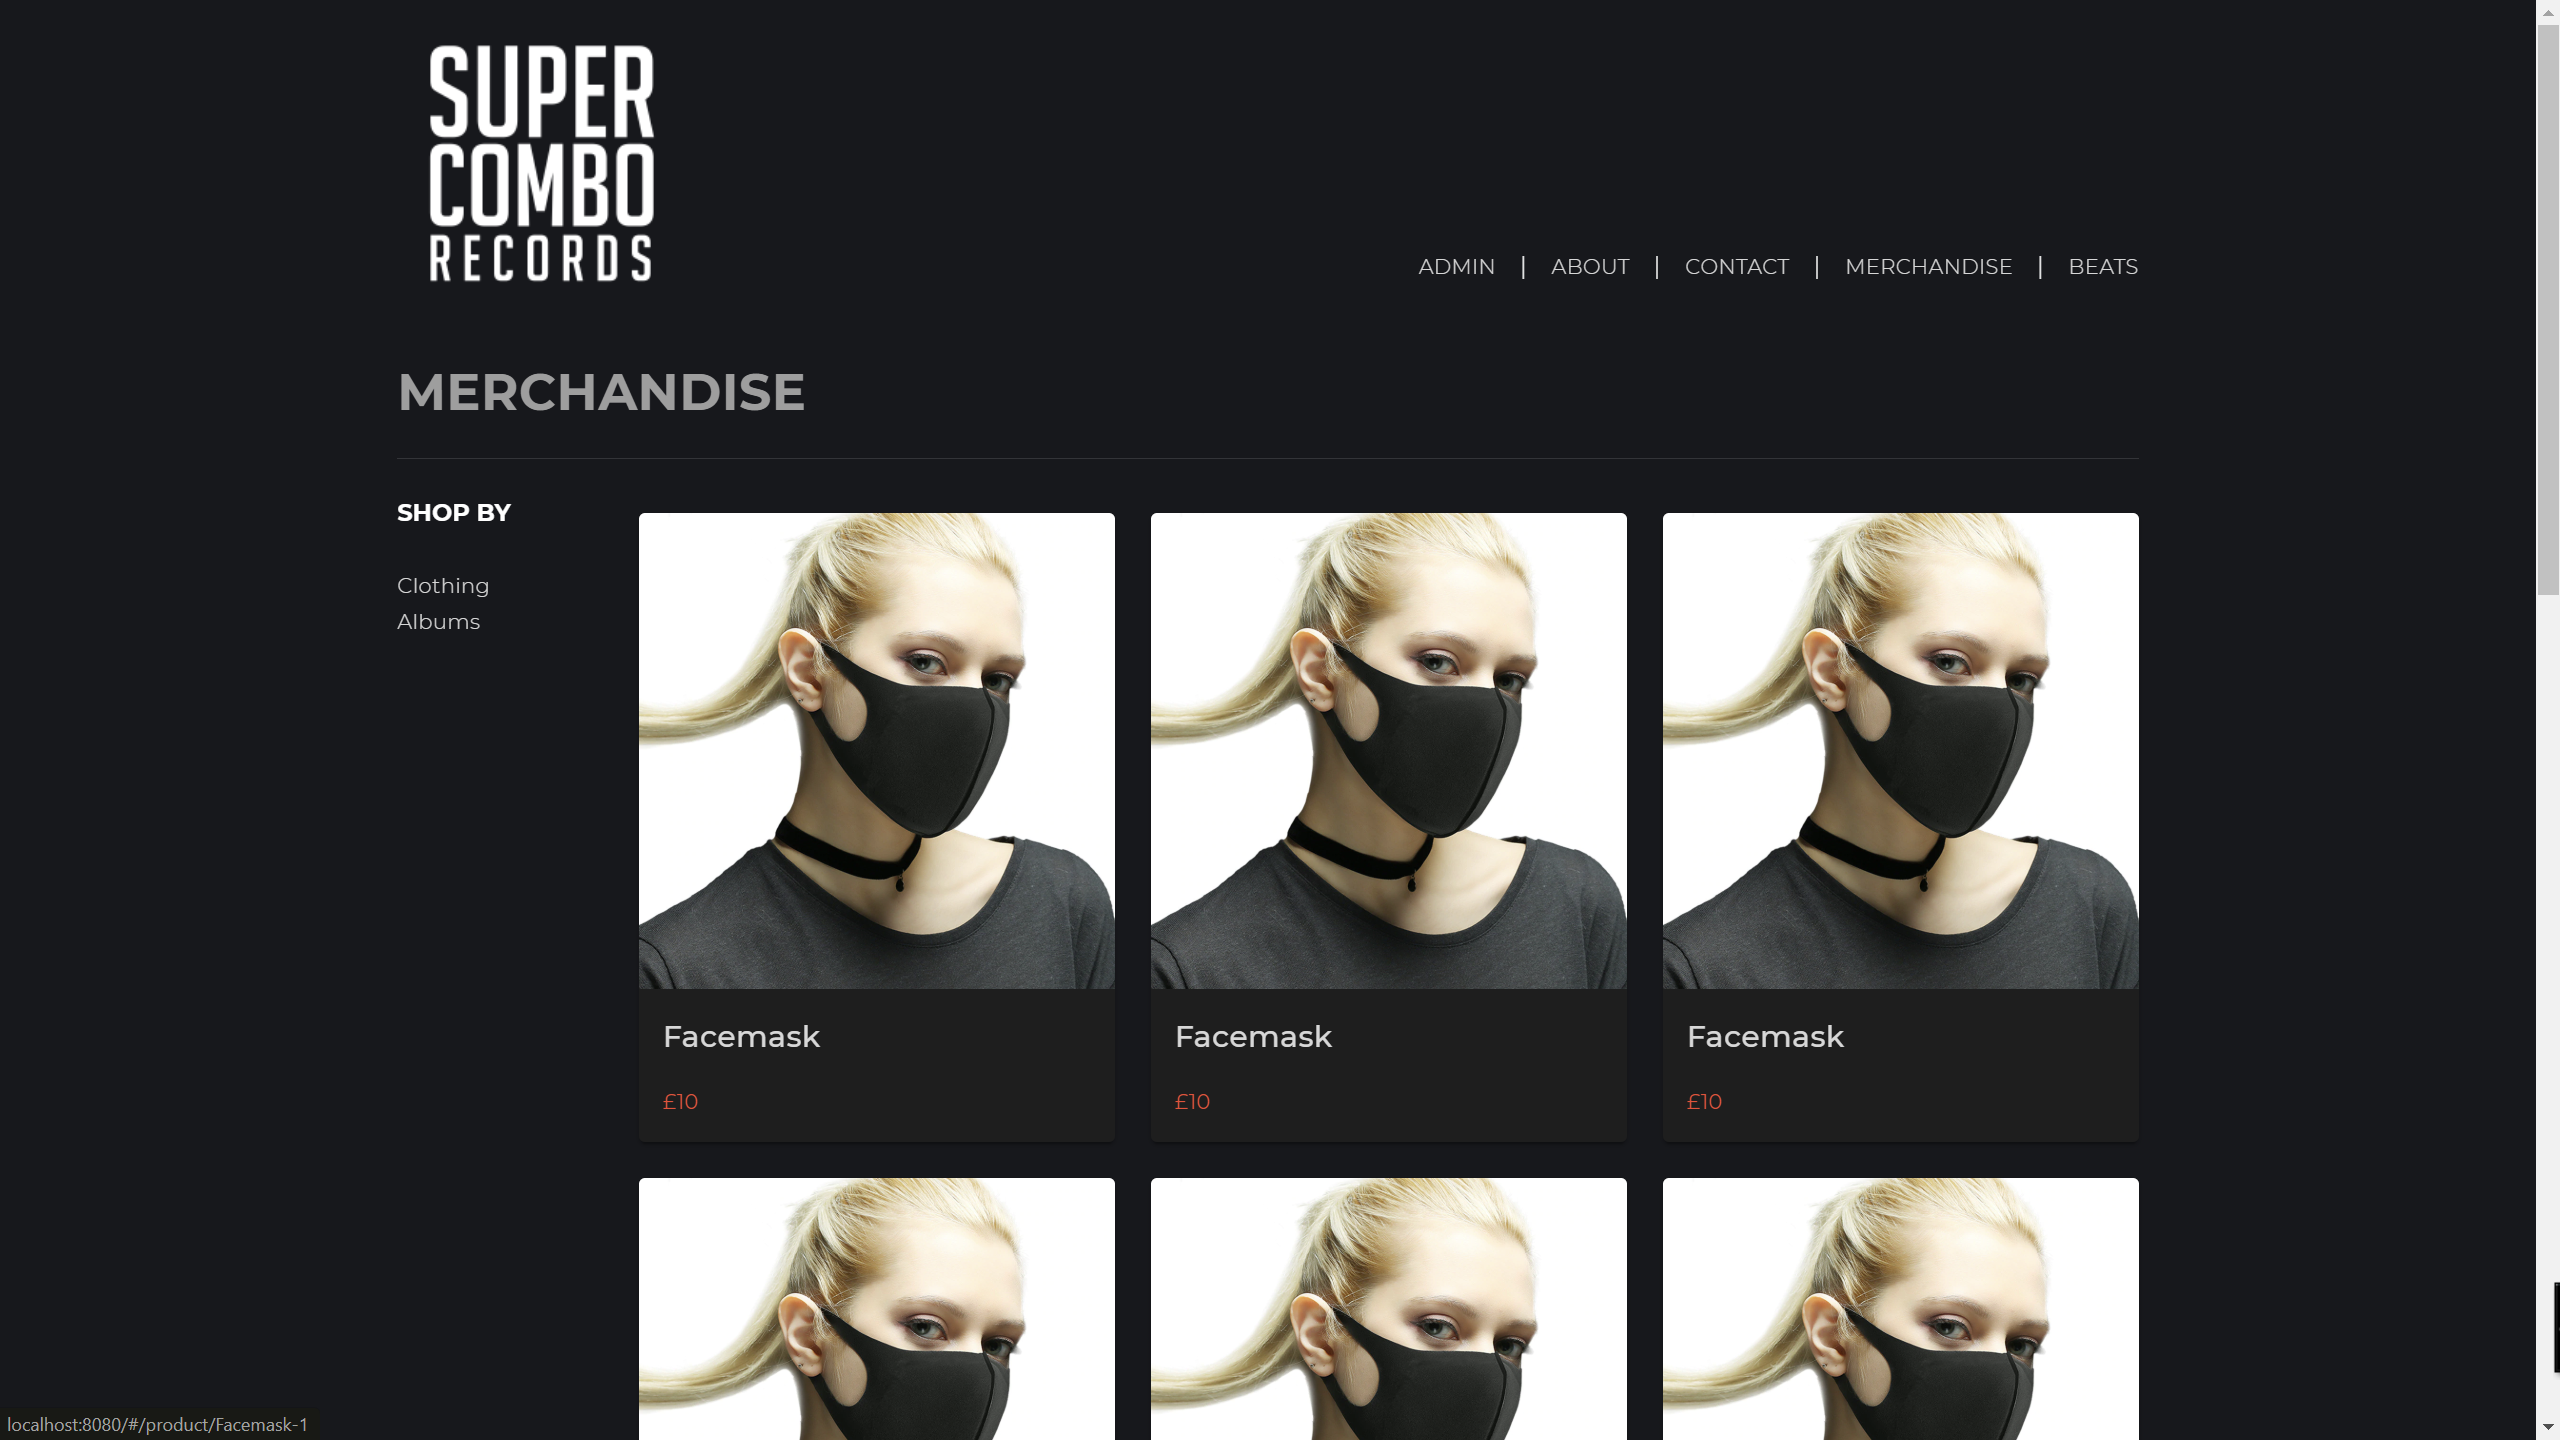 SUPER
COMBO
RECORDS
ADMIN | ABOUT | CONTACT | MERCHANDISE | BEATS
MERCHANDISE
SHOP BY
Clothing
Albums
Facemask
£10
Facemask
£10
Facemask
£10
localhost:8080/#/product/Facemask-1